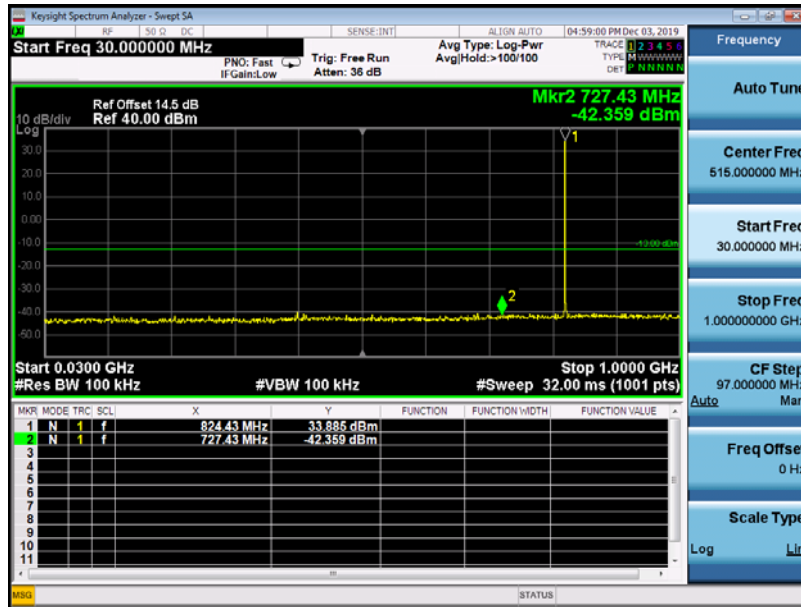 Keysight Spectrum Analyzer - Swept SA
RF 50 Ω DC SENSE:INT ALIGN AUTO 04:59:00 PM Dec 03, 2019
Start Freq 30.000000 MHz
PNO: Fast
IFGain:Low
Trig: Free Run
Atten: 36 dB
Avg Type: Log-Pwr
Avg|Hold:>100/100
TRACE 1 2 3 4 5 6
TYPE M W W W W W
DET P N N N N N
Ref Offset 14.5 dB
Ref 40.00 dBm
10 dB/div
Log
Mkr2 727.43 MHz
-42.359 dBm
30.0
20.0
10.0
0.00
-10.0
-20.0
-30.0
-40.0
-50.0
1
2
-13.00 dBm
Start 0.0300 GHz Stop 1.0000 GHz
#Res BW 100 kHz #VBW 100 kHz #Sweep 32.00 ms (1001 pts)
MKR MODE TRC SCL X Y FUNCTION FUNCTION WIDTH FUNCTION VALUE
1 N 1 f 824.43 MHz 33.885 dBm
2 N 1 f 727.43 MHz -42.359 dBm
3
4
5
6
7
8
9
10
11
MSG STATUS
Frequency
Auto Tune
Center Freq
515.000000 MHz
Start Freq
30.000000 MHz
Stop Freq
1.000000000 GHz
CF Step
97.000000 MHz
Auto Man
Freq Offset
0 Hz
Scale Type
Log Lin